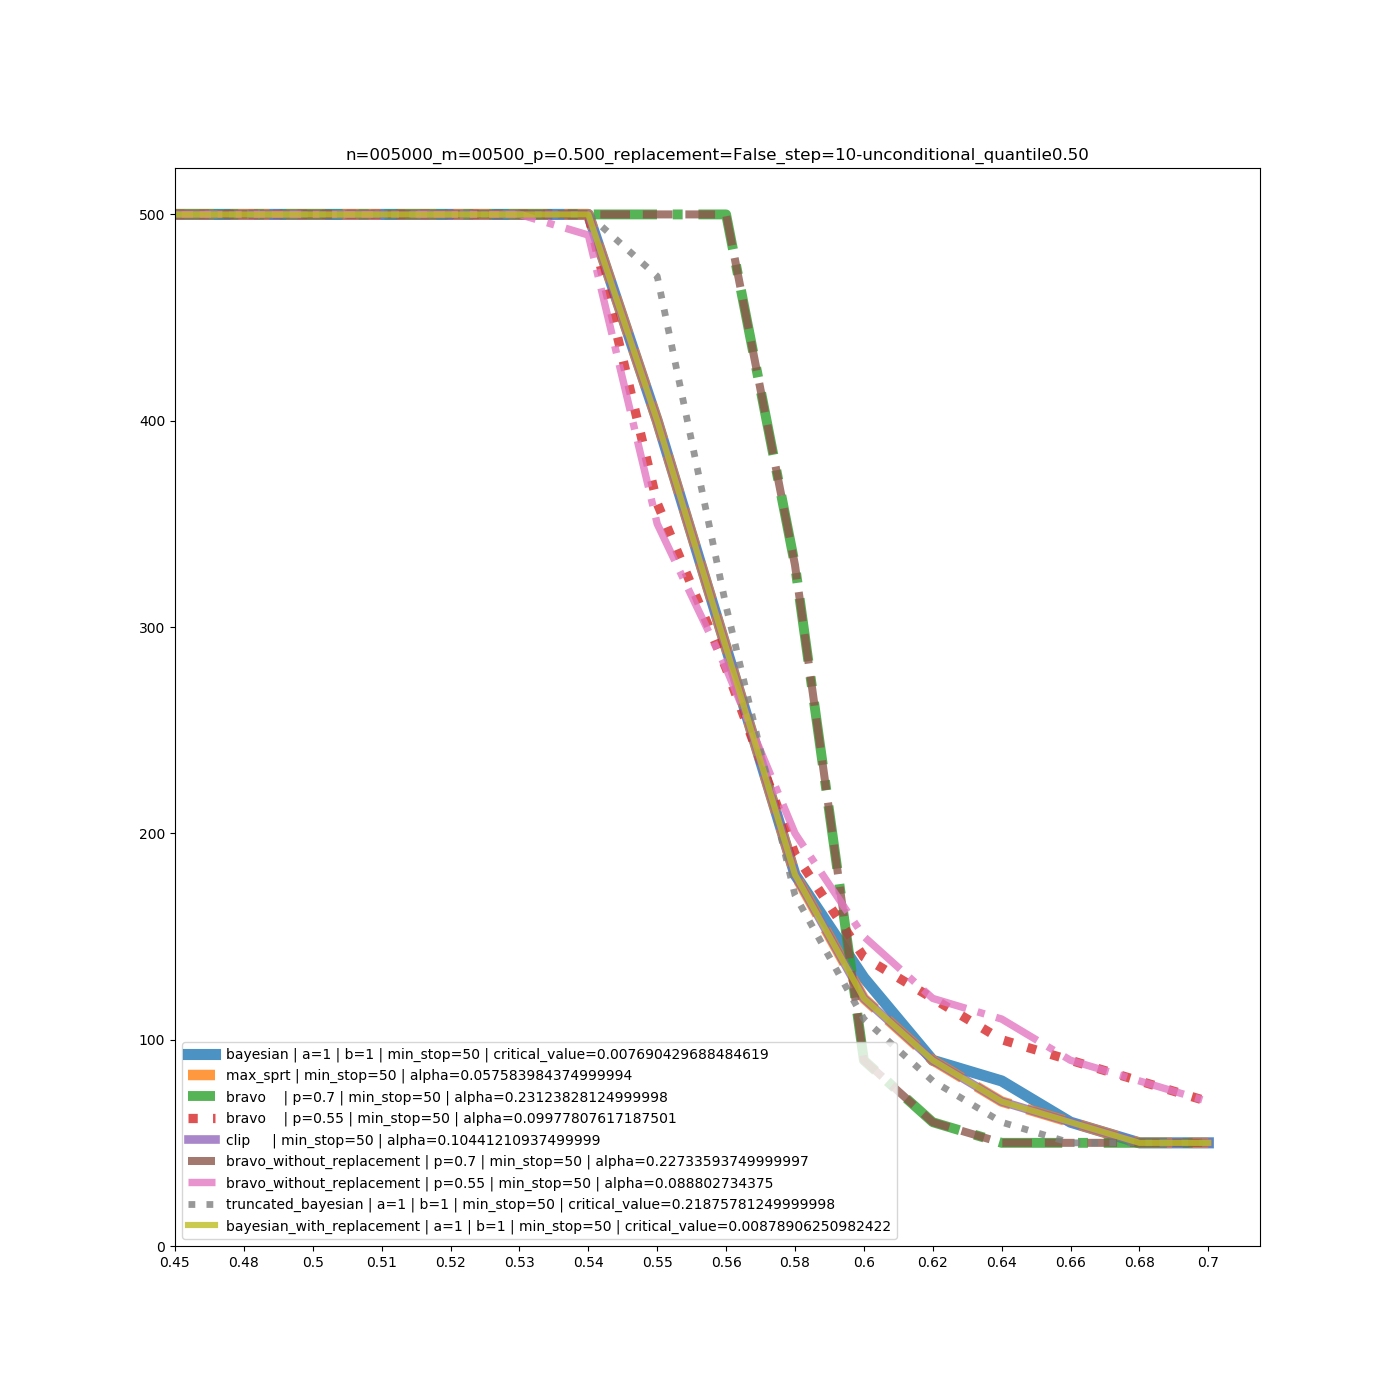 n=005000_m=00500_p=0.500_replacement=False_step=10-unconditional_quantile0.50
500
400
300
200
100
0
bayesian | a=1 | b=1 | min_stop=50 | critical_value=0.007690429688484619
max_sprt | min_stop=50 | alpha=0.057583984374999994
bravo | p=0.7 | min_stop=50 | alpha=0.23123828124999998
bravo | p=0.55 | min_stop=50 | alpha=0.09977807617187501
clip | min_stop=50 | alpha=0.10441210937499999
bravo_without_replacement | p=0.7 | min_stop=50 | alpha=0.22733593749999997
bravo_without_replacement | p=0.55 | min_stop=50 | alpha=0.088802734375
truncated_bayesian | a=1 | b=1 | min_stop=50 | critical_value=0.21875781249999998
bayesian_with_replacement | a=1 | b=1 | min_stop=50 | critical_value=0.00878906250982422
0.45 0.48 0.5 0.51 0.52 0.53 0.54 0.55 0.56 0.58 0.6 0.62 0.64 0.66 0.68 0.7